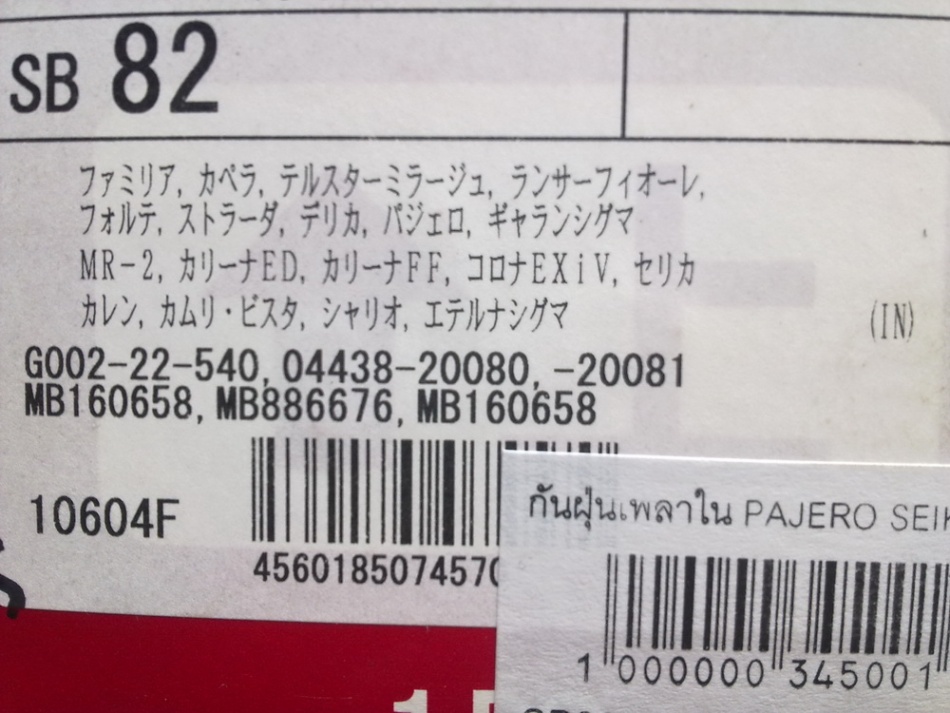 SB 82
ファミリア, カペラ, テルスターミラージュ, ランサーフィオーレ,
フォルテ, ストラーダ, デリカ, パジェロ, ギャランシグマ
MR-2, カリーナED, カリーナFF, コロナEXiV, セリカ
カレン, カムリ・ビスタ, シャリオ, エテルナシグマ
(IN)
G002-22-540, 04438-20080, -20081
MB160658, MB886676, MB160658
10604F
4560185074570
กันฝุ่นเพลาใน PAJERO SEIK
1 000000 345001